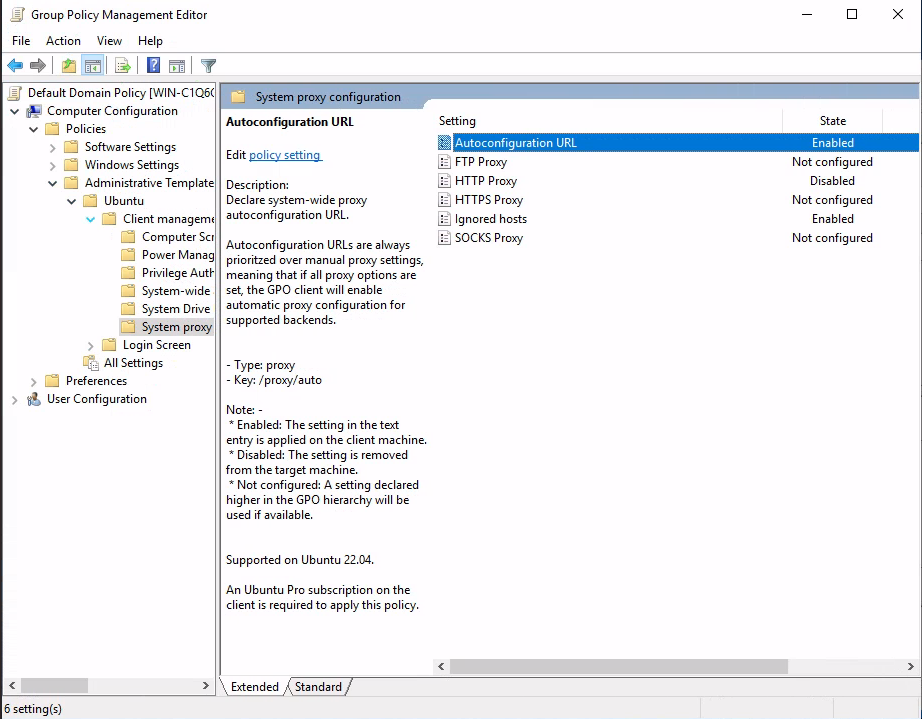 Group Policy Management Editor
File Action View Help
Default Domain Policy [WIN-C1Q6
Computer Configuration
Policies
Software Settings
Windows Settings
Administrative Template
Ubuntu
Client manageme
Computer Scr
Power Manag
Privilege Auth
System-wide
System Drive
System proxy
Login Screen
All Settings
Preferences
User Configuration
System proxy configuration
Autoconfiguration URL
Edit policy setting
Description:
Declare system-wide proxy
autoconfiguration URL.
Autoconfiguration URLs are always
prioritzed over manual proxy settings,
meaning that if all proxy options are
set, the GPO client will enable
automatic proxy configuration for
supported backends.
- Type: proxy
- Key: /proxy/auto
Note: -
* Enabled: The setting in the text
entry is applied on the client machine.
* Disabled: The setting is removed
from the target machine.
* Not configured: A setting declared
higher in the GPO hierarchy will be
used if available.
Supported on Ubuntu 22.04.
An Ubuntu Pro subscription on the
client is required to apply this policy.
Setting State
Autoconfiguration URL Enabled
FTP Proxy Not configured
HTTP Proxy Disabled
HTTPS Proxy Not configured
Ignored hosts Enabled
SOCKS Proxy Not configured
Extended Standard
6 setting(s)